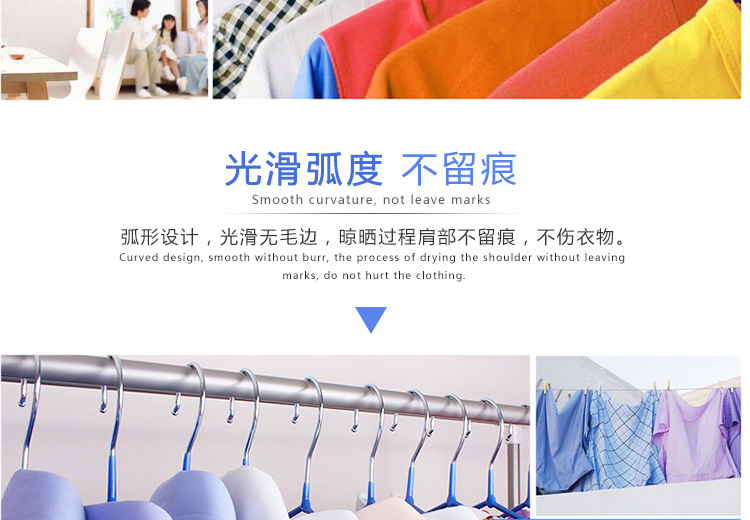 光滑弧度 不留痕
Smooth curvature, not leave marks
弧形设计，光滑无毛边，晾晒过程肩部不留痕，不伤衣物。
Curved design, smooth without burr, the process of drying the shoulder without leaving
marks, do not hurt the clothing.